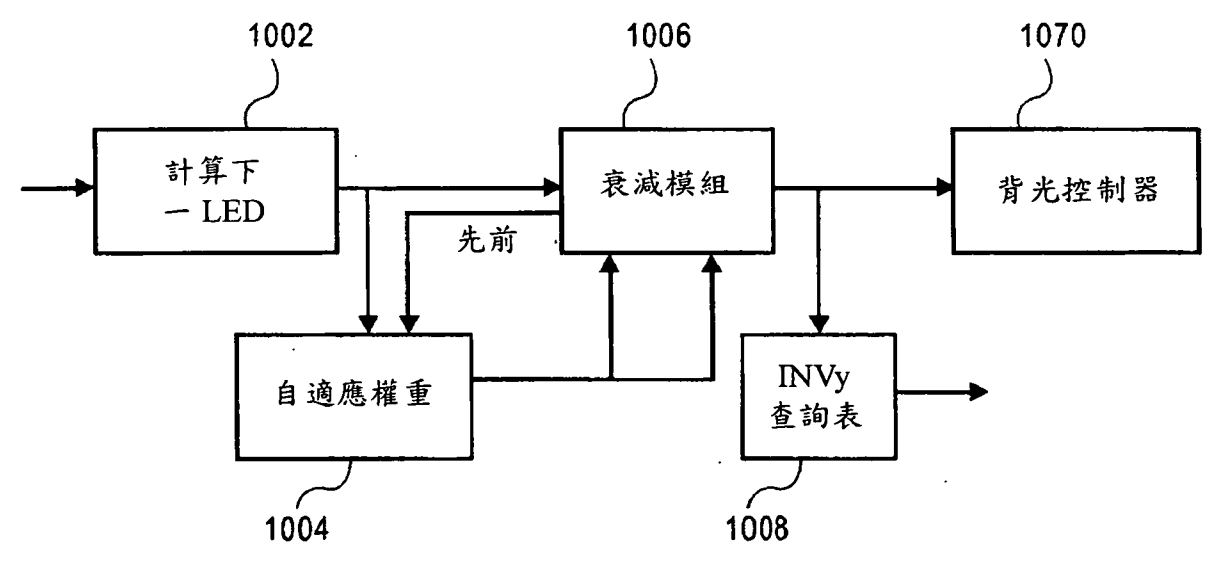 1002
1006
1070
計算下
一 LED
衰減模組
背光控制器
先前
自適應權重
INVy
查詢表
1004
1008